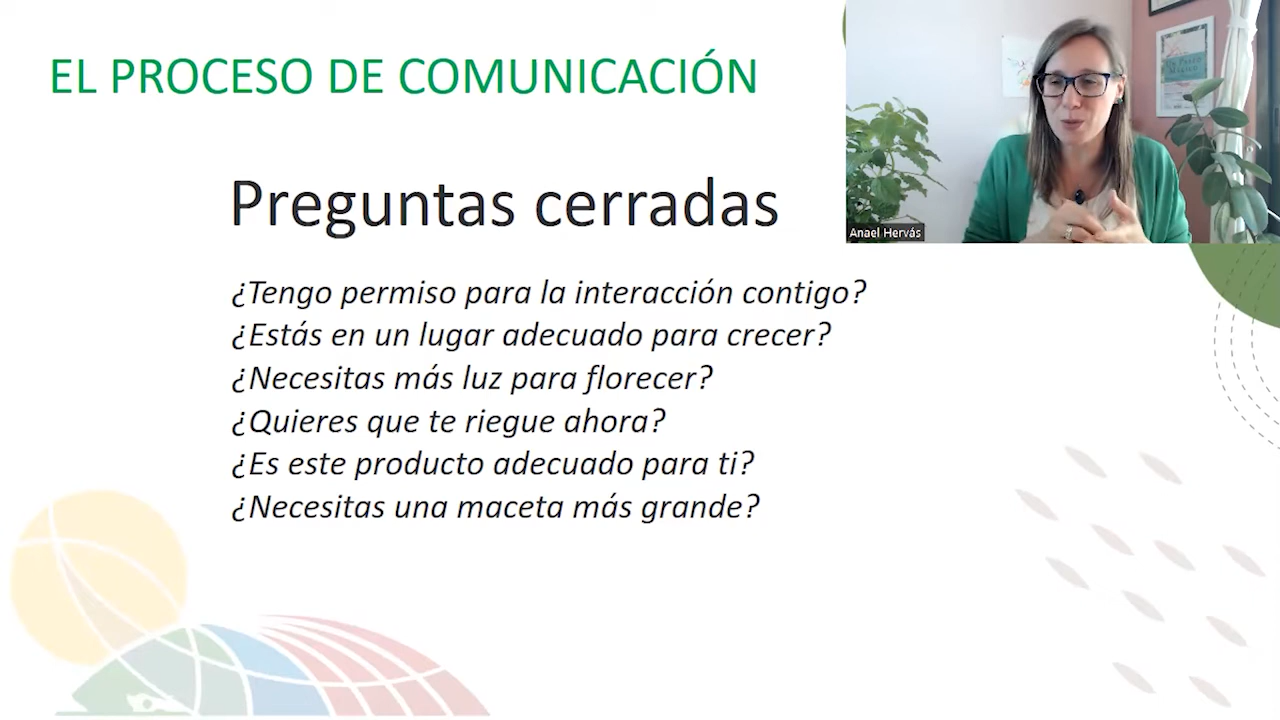 EL PROCESO DE COMUNICACIÓN
Preguntas cerradas
¿Tengo permiso para la interacción contigo?
¿Estás en un lugar adecuado para crecer?
¿Necesitas más luz para florecer?
¿Quieres que te riegue ahora?
¿Es este producto adecuado para ti?
¿Necesitas una maceta más grande?
Anael Hervás